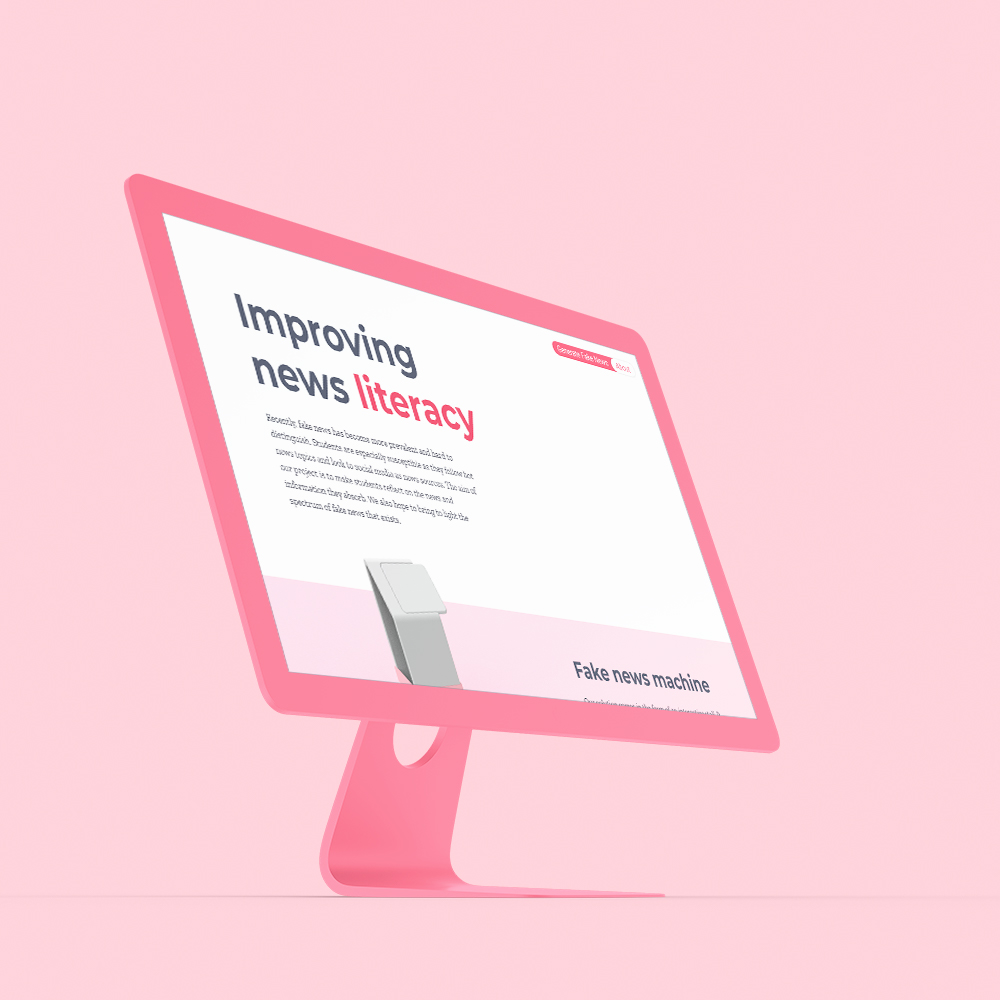 Improving
news literacy
Generate Fake News
About
Recently, fake news has become more prevalent and hard to
distinguish. Students are especially susceptible as they follow hot
news topics and look to social media as news sources. The aim of
our project is to make students reflect on the news and
information they absorb. We also hope to bring to light the
spectrum of fake news that exists.
Fake news machine